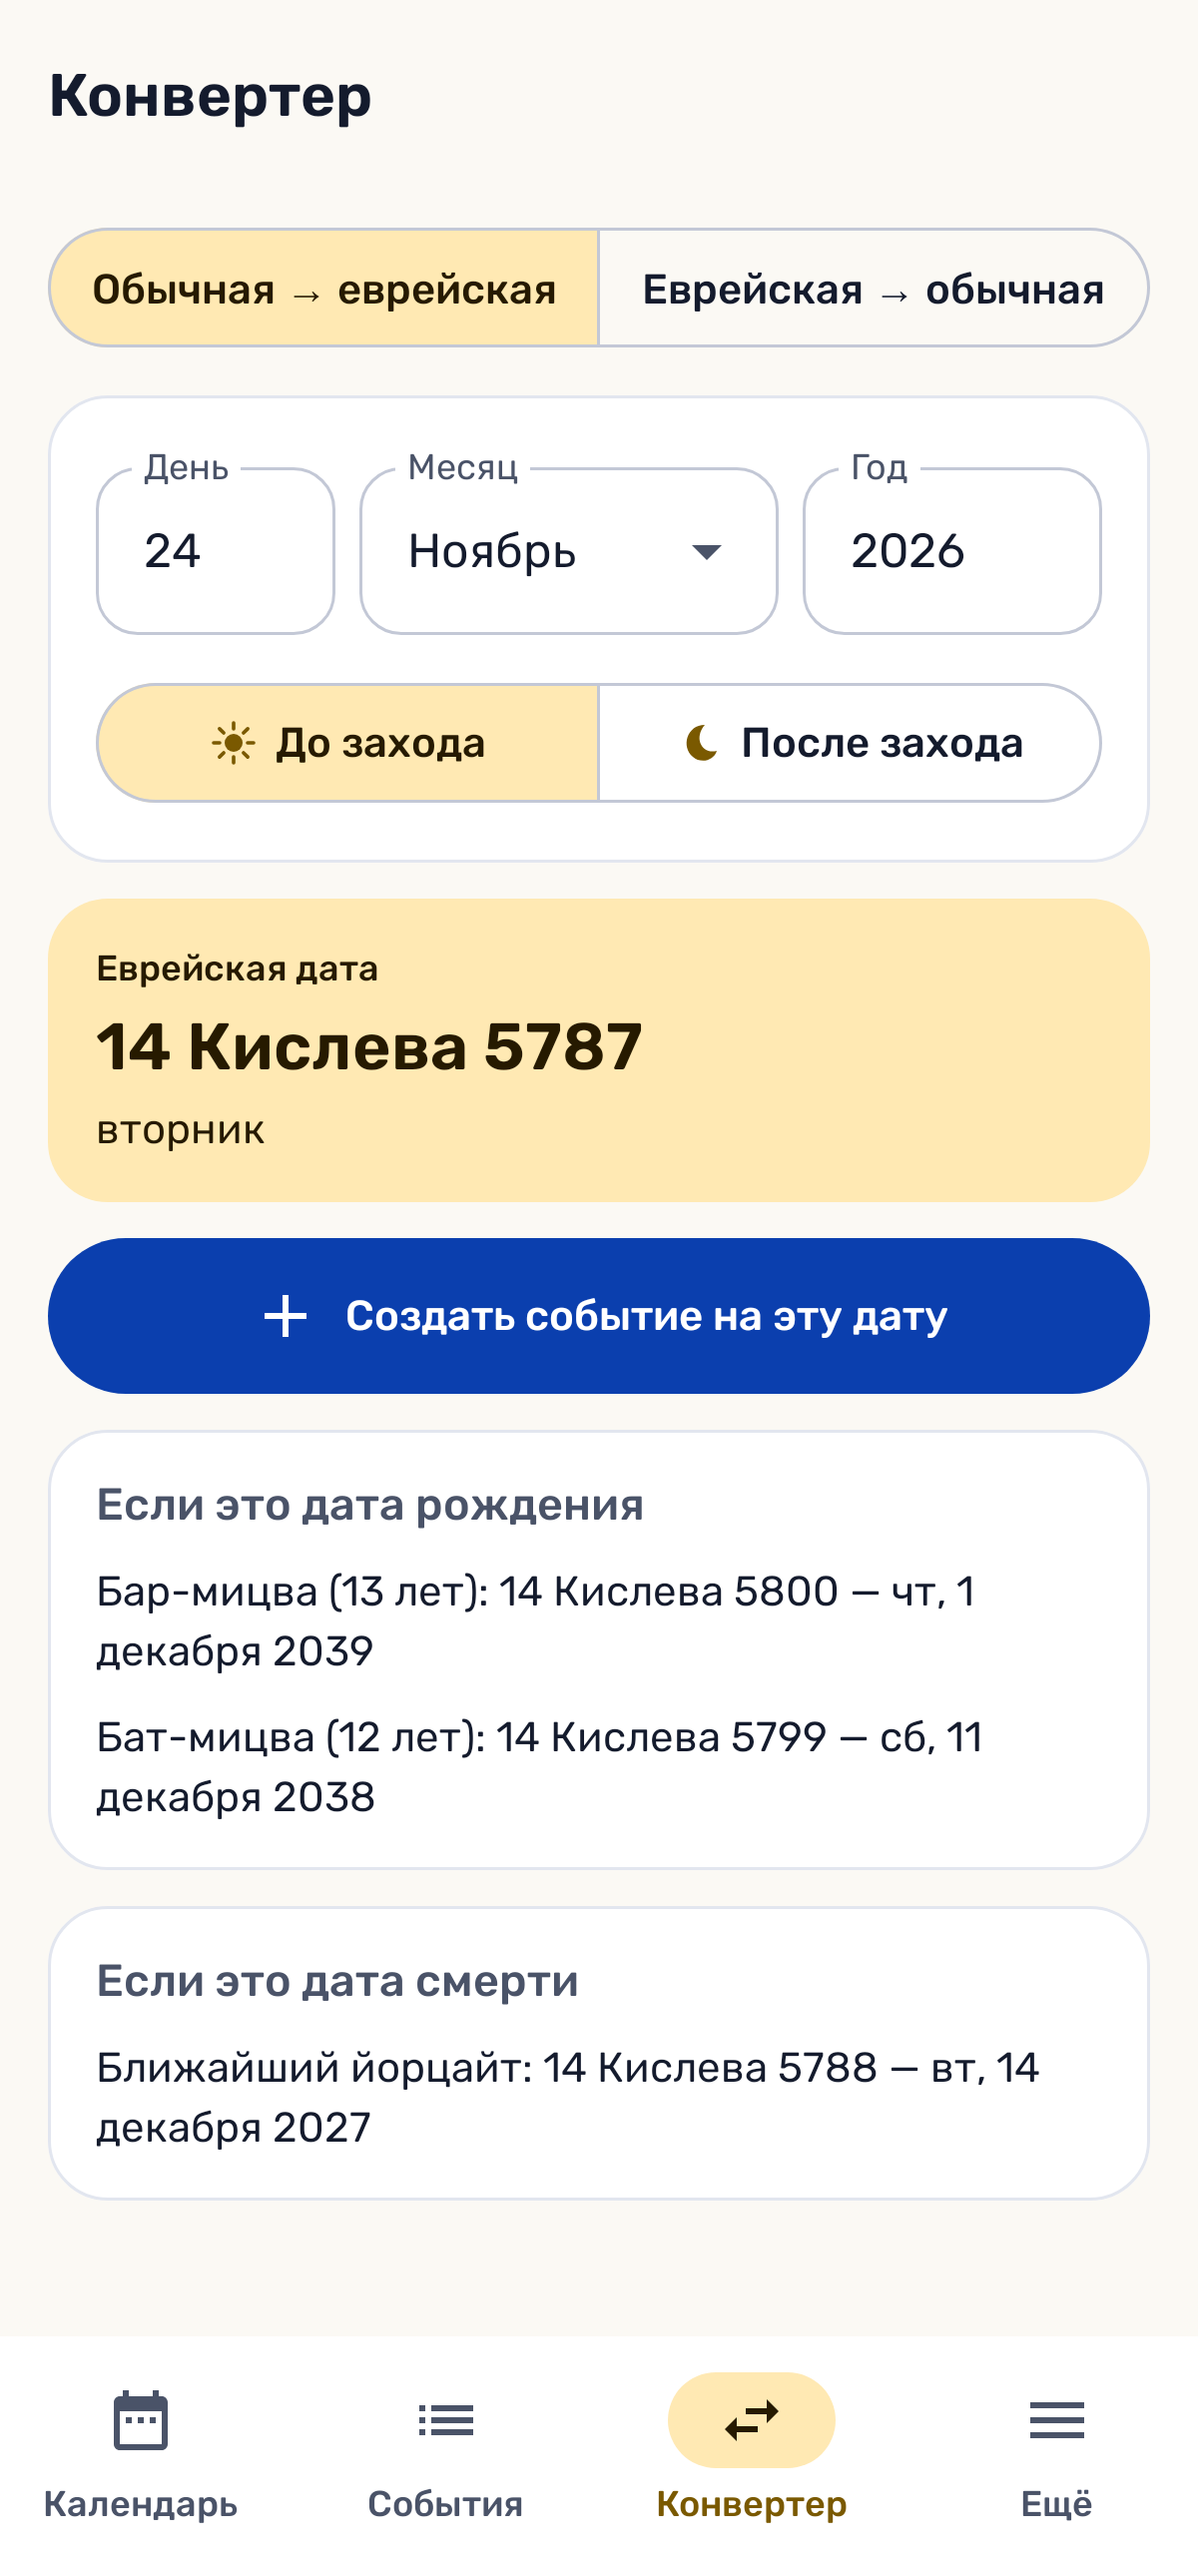 Конвертер
Обычная → еврейская
Еврейская → обычная
День
Месяц
Год
24
Ноябрь
2026
До захода
После захода
Еврейская дата
14 Кислева 5787
вторник
Создать событие на эту дату
Если это дата рождения
Бар-мицва (13 лет): 14 Кислева 5800 — чт, 1
декабря 2039
Бат-мицва (12 лет): 14 Кислева 5799 — сб, 11
декабря 2038
Если это дата смерти
Ближайший йорцайт: 14 Кислева 5788 — вт, 14
декабря 2027
Календарь
События
Конвертер
Ещё